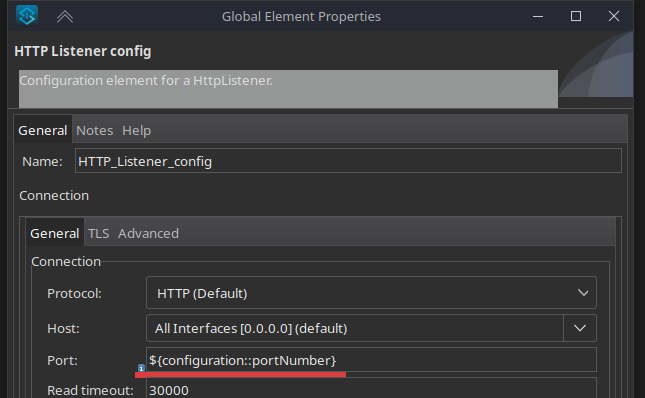 Global Element Properties
HTTP Listener config
Configuration element for a HttpListener.
General Notes Help
Name: HTTP_Listener_config
Connection
General TLS Advanced
Connection
Protocol: HTTP (Default)
Host: All Interfaces [0.0.0.0] (default)
Port: ${configuration::portNumber}
Read timeout: 30000